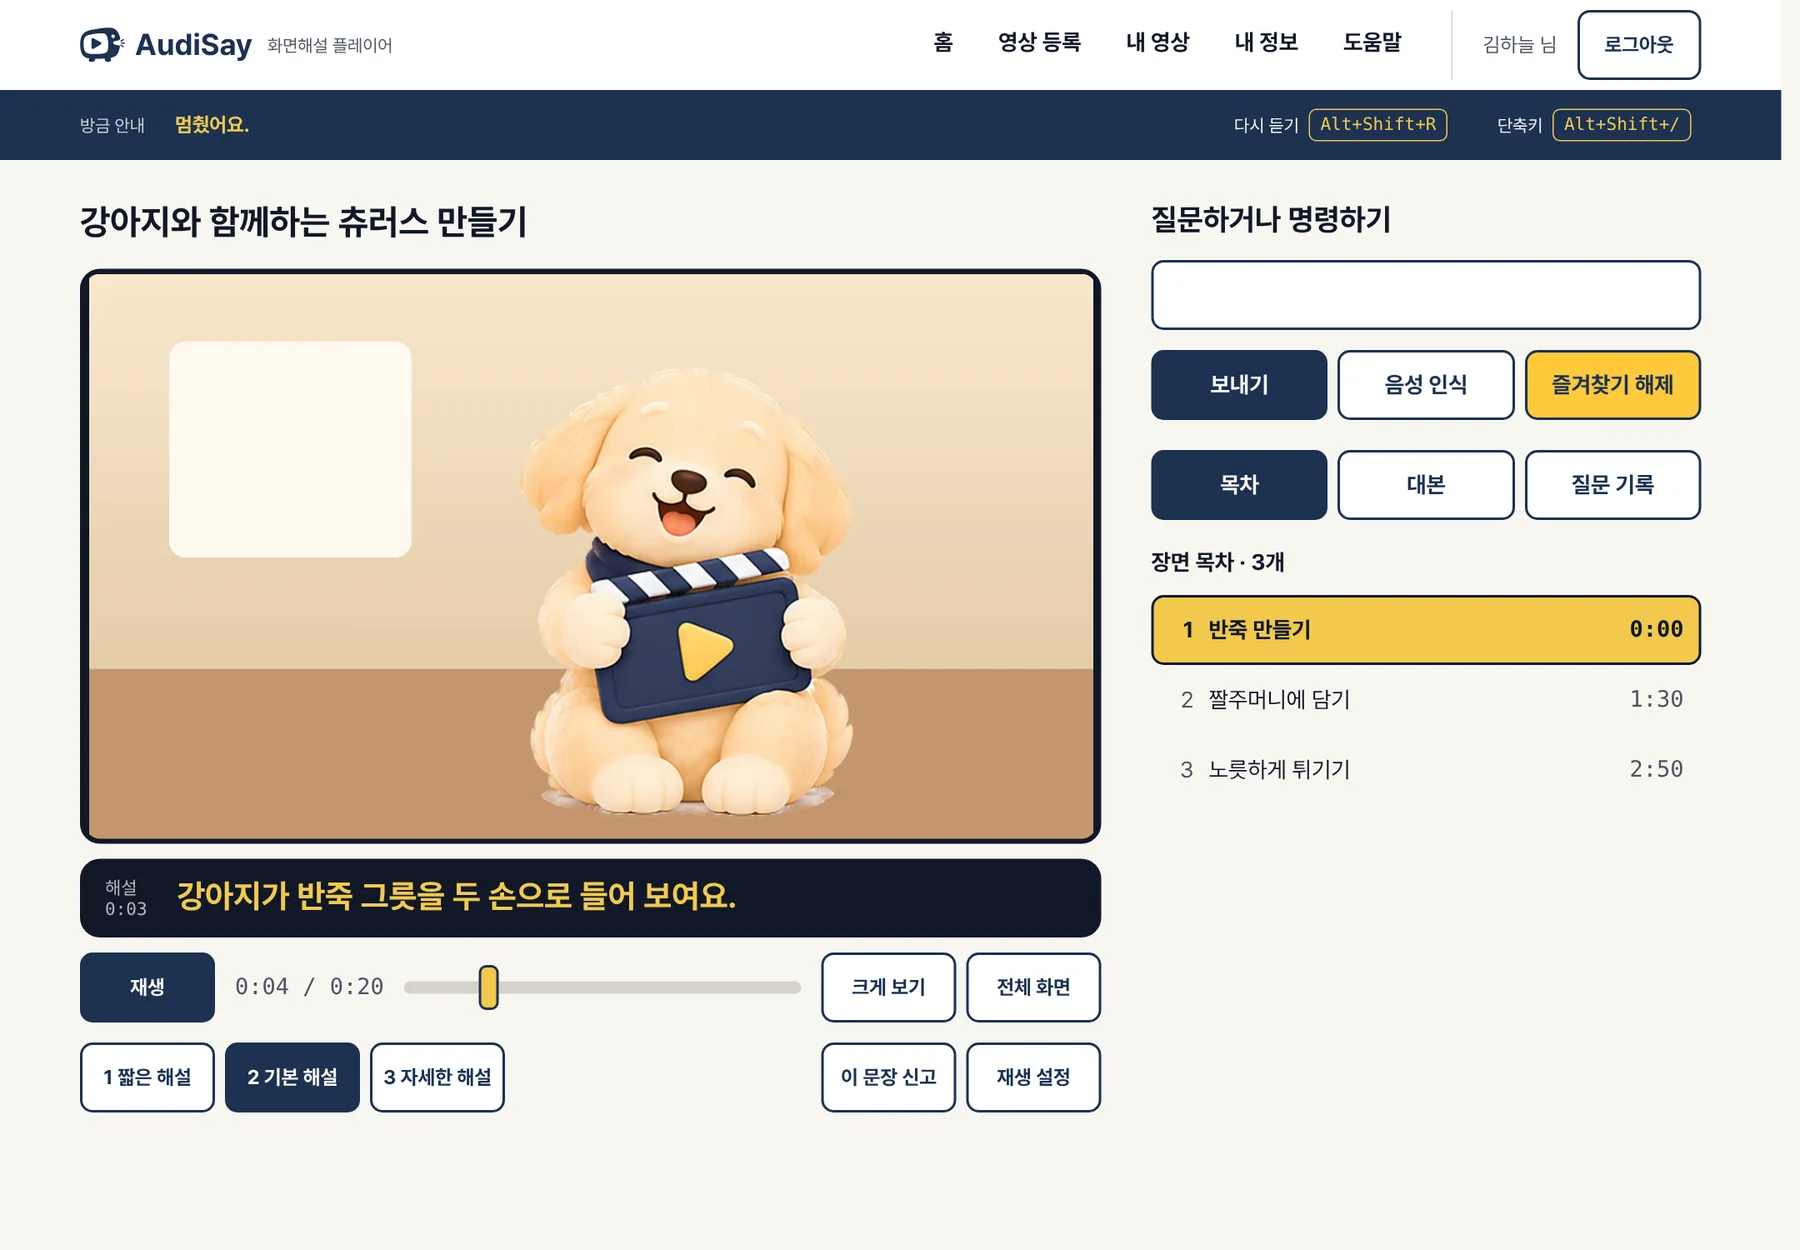 AudiSay 화면해설 플레이어
홈 영상 등록 내 영상 내 정보 도움말 김하늘 님 로그아웃
방금 안내 멈췄어요. 다시 듣기 Alt+Shift+R 단축키 Alt+Shift+/
강아지와 함께하는 츄러스 만들기
해설
0:03
강아지가 반죽 그릇을 두 손으로 들어 보여요.
재생 0:04 / 0:20 크게 보기 전체 화면
1 짧은 해설 2 기본 해설 3 자세한 해설 이 문장 신고 재생 설정
질문하거나 명령하기
보내기 음성 인식 즐겨찾기 해제
목차 대본 질문 기록
장면 목차 · 3개
1 반죽 만들기 0:00
2 짤주머니에 담기 1:30
3 노릇하게 튀기기 2:50